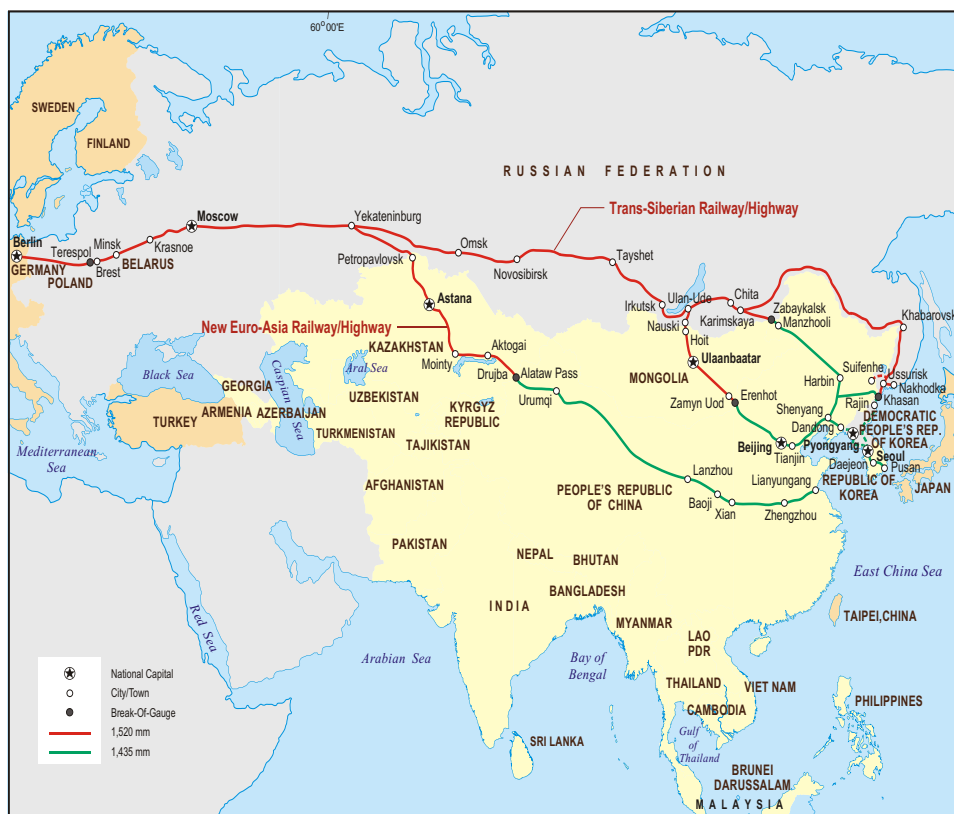 60°00'E
SWEDEN
FINLAND
RUSSIAN FEDERATION
Trans-Siberian Railway/Highway
Moscow
Yekateninburg
Berlin
Terespol
Minsk
Krasnoe
Brest
BELARUS
GERMANY
POLAND
Petropavlovsk
Omsk
Novosibirsk
Tayshet
Astana
Irkutsk
Ulan-Ude
Chita
Karimskaya
Zabaykalsk
Manzhooli
Khabarovsk
Nauski
Hoit
New Euro-Asia Railway/Highway
KAZAKHSTAN
Mointy
Aktogai
Drujba
Alataw Pass
Urumqi
Ulaanbaatar
MONGOLIA
Zamyn Uod
Erenhot
Harbin
Suifenhe
Ussurisk
Nakhodka
Khasan
Rajin
Shenyang
Dandong
DEMOCRATIC
PEOPLE'S REP.
OF KOREA
Beijing
Tianjin
Pyongyang
Seoul
Daejeon
Pusan
REPUBLIC OF
KOREA
JAPAN
Black Sea
Caspian Sea
Aral Sea
GEORGIA
ARMENIA
AZERBAIJAN
TURKEY
UZBEKISTAN
TURKMENISTAN
KYRGYZ
REPUBLIC
TAJIKISTAN
Mediterranean
Sea
AFGHANISTAN
PAKISTAN
Lanzhou
Lianyungang
PEOPLE'S REPUBLIC
OF CHINA
Baoji
Xian
Zhengzhou
NEPAL
BHUTAN
BANGLADESH
INDIA
MYANMAR
East China Sea
TAIPEI,CHINA
Red Sea
Arabian Sea
Bay of
Bengal
LAO
PDR
THAILAND
VIET NAM
CAMBODIA
PHILIPPINES
Gulf
of
Thailand
SRI LANKA
BRUNEI
DARUSSALAM
MALAYSIA
National Capital
City/Town
Break-Of-Gauge
1,520 mm
1,435 mm